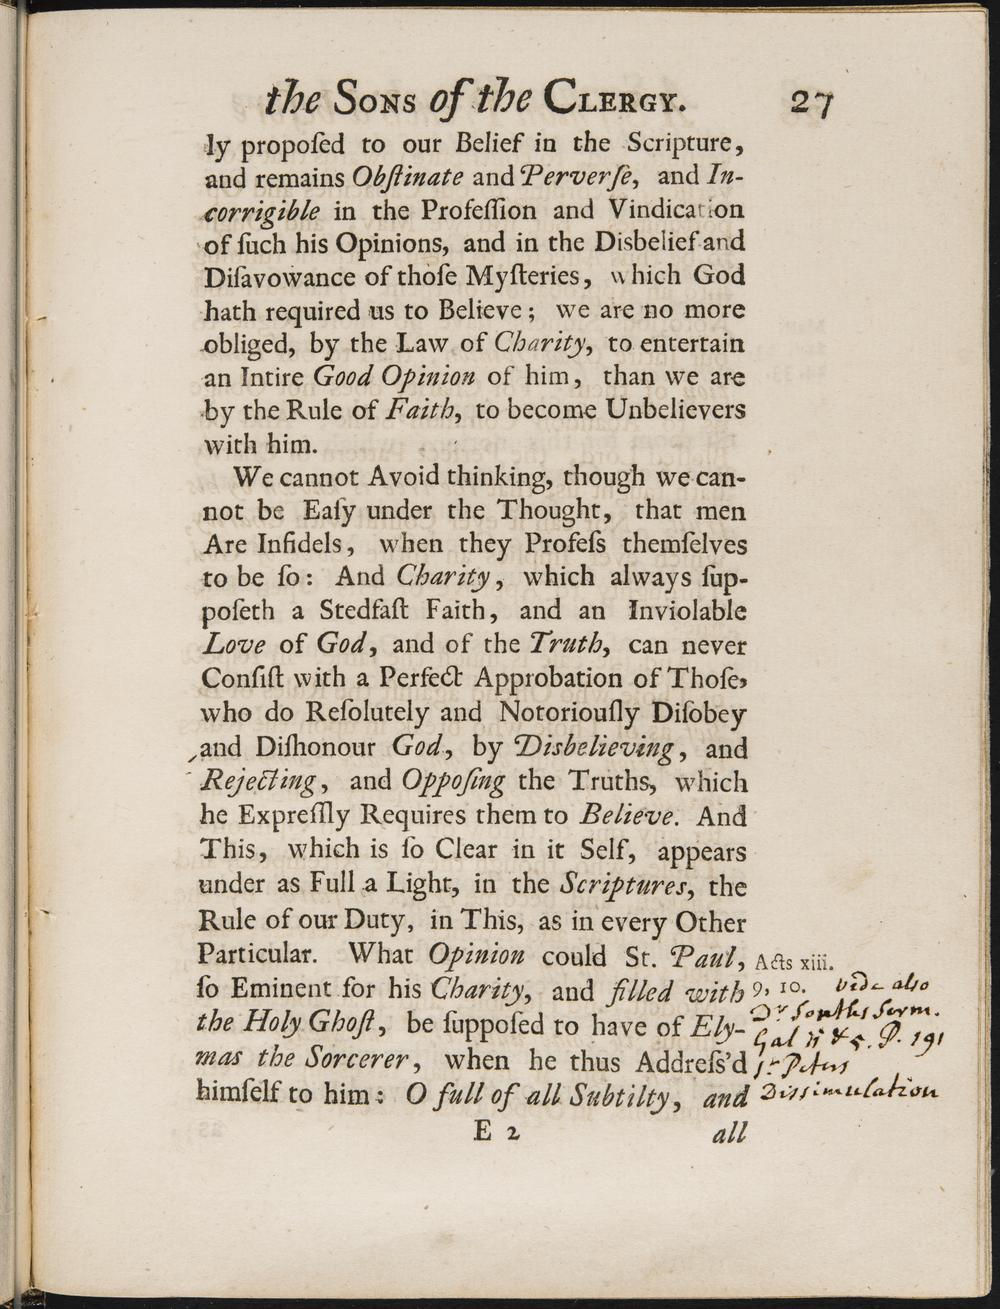 the Sons of the Clergy. 27
ly propoſed to our Belief in the Scripture,
and remains Obſtinate and Perverſe, and In-
corrigible in the Profeſſion and Vindication
of ſuch his Opinions, and in the Disbelief and
Diſavowance of thoſe Myſteries, which God
hath required us to Believe; we are no more
obliged, by the Law of Charity, to entertain
an Intire Good Opinion of him, than we are
by the Rule of Faith, to become Unbelievers
with him.
We cannot Avoid thinking, though we can-
not be Eaſy under the Thought, that men
Are Infidels, when they Profeſs themſelves
to be ſo: And Charity, which always ſup-
poſeth a Stedfaſt Faith, and an Inviolable
Love of God, and of the Truth, can never
Conſiſt with a Perfect Approbation of Thoſe,
who do Reſolutely and Notoriouſly Diſobey
and Diſhonour God, by Disbelieving, and
Rejecting, and Oppoſing the Truths, which
he Expreſſly Requires them to Believe. And
This, which is ſo Clear in it Self, appears
under as Full a Light, in the Scriptures, the
Rule of our Duty, in This, as in every Other
Particular. What Opinion could St. Paul,
ſo Eminent for his Charity, and filled with
the Holy Ghoſt, be ſuppoſed to have of Ely-
mas the Sorcerer, when he thus Addreſs'd
himſelf to him: O full of all Subtilty, and
E 2 all
Acts xiii.
9, 10. vide also
Dr Souths Serm.
Gal & 5. P. 191
St Peters
Dissimulation